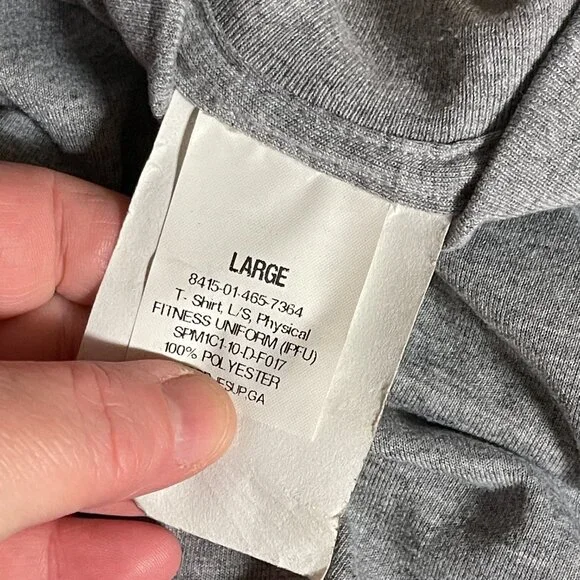 LARGE
8415-01-465-7364
T- Shirt, L/S, Physical
FITNESS UNIFORM (IPFU)
SPM1C1-10-D-F017
100% POLYESTER